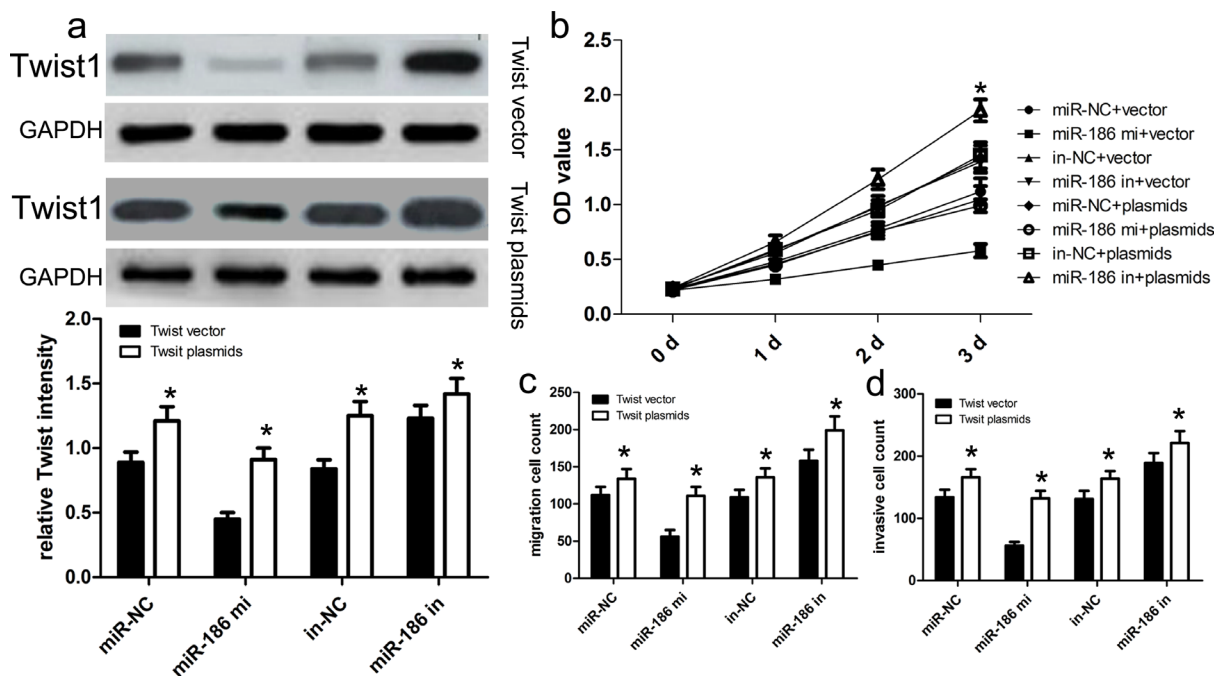 a
Twist1
GAPDH
Twist vector
Twist1
GAPDH
Twist plasmids
relative Twist intensity
2.0
1.5
1.0
0.5
0.0
Twist vector
Twsit plasmids
*
*
*
*
miR-NC
miR-186 mi
in-NC
miR-186 in
b
OD value
2.5
2.0
1.5
1.0
0.5
0.0
*
0 d
1 d
2 d
3 d
miR-NC+vector
miR-186 mi+vector
in-NC+vector
miR-186 in+vector
miR-NC+plasmids
miR-186 mi+plasmids
in-NC+plasmids
miR-186 in+plasmids
c
migration cell count
250
200
150
100
50
0
Twist vector
Twsit plasmids
*
*
*
*
miR-NC
miR-186 mi
in-NC
miR-186 in
d
invasive cell count
300
200
100
0
Twist vector
Twsit plasmids
*
*
*
*
miR-NC
miR-186 mi
in-NC
miR-186 in